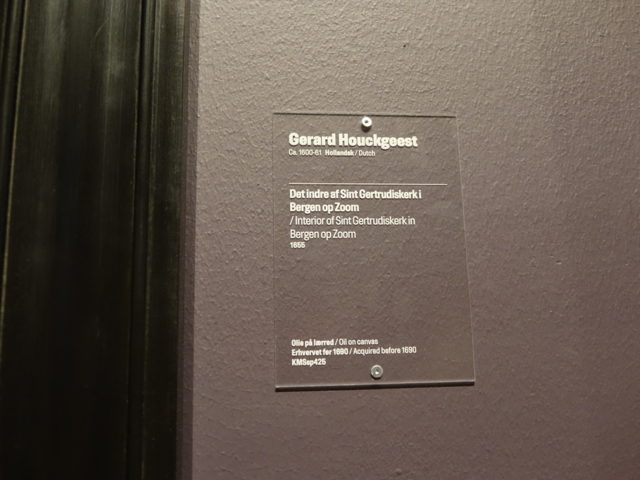 Gerard Houckgeest
Ca. 1600-61 Hollandsk / Dutch
Det indre af Sint Gertrudiskerk i
Bergen op Zoom
/ Interior of Sint Gertrudiskerk in
Bergen op Zoom
1655
Olie på lærred / Oil on canvas
Erhvervet før 1690 / Acquired before 1690
KMSsp425